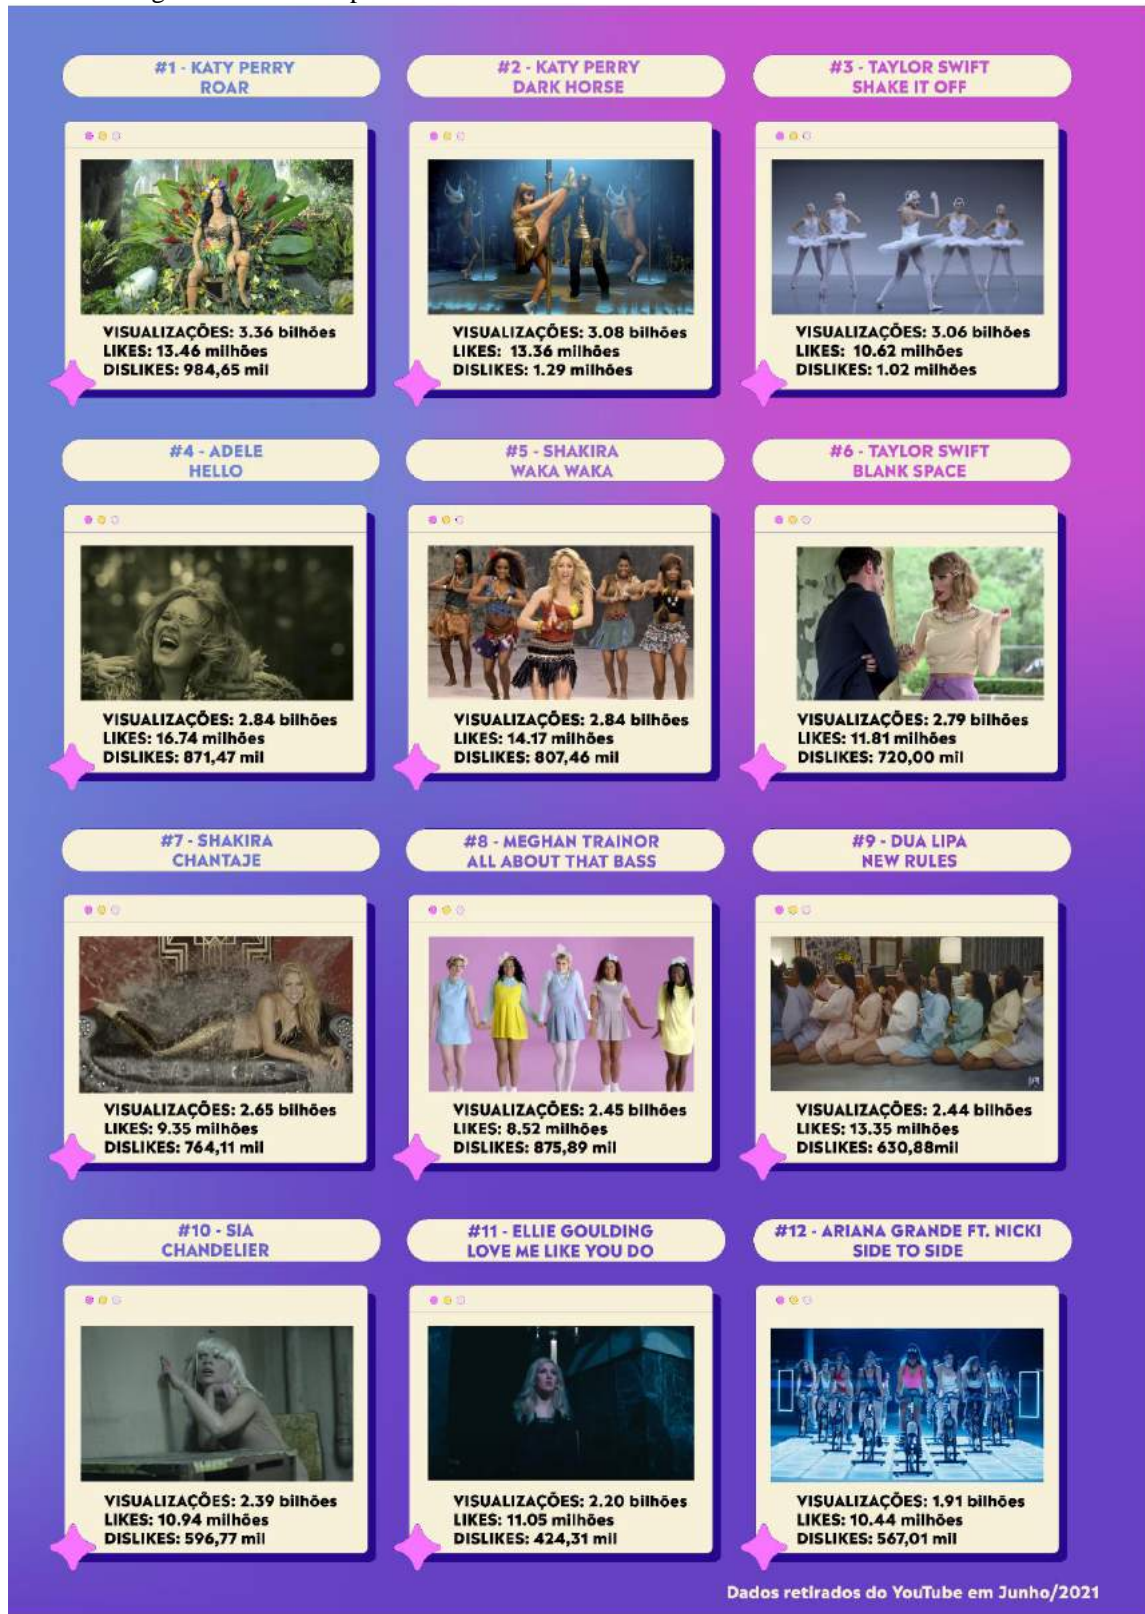 #1 - KATY PERRY
ROAR
#2 - KATY PERRY
DARK HORSE
#3 - TAYLOR SWIFT
SHAKE IT OFF
VISUALIZAÇÕES: 3.36 bilhões
LIKES: 13.46 milhões
DISLIKES: 984,65 mil
VISUALIZAÇÕES: 3.08 bilhões
LIKES: 13.36 milhões
DISLIKES: 1.29 milhões
VISUALIZAÇÕES: 3.06 bilhões
LIKES: 10.62 milhões
DISLIKES: 1.02 milhões
#4 - ADELE
HELLO
#5 - SHAKIRA
WAKA WAKA
#6 - TAYLOR SWIFT
BLANK SPACE
VISUALIZAÇÕES: 2.84 bilhões
LIKES: 16.74 milhões
DISLIKES: 871,47 mil
VISUALIZAÇÕES: 2.84 bilhões
LIKES: 14.17 milhões
DISLIKES: 807,46 mil
VISUALIZAÇÕES: 2.79 bilhões
LIKES: 11.81 milhões
DISLIKES: 720,00 mil
#7 - SHAKIRA
CHANTAJE
#8 - MEGHAN TRAINOR
ALL ABOUT THAT BASS
#9 - DUA LIPA
NEW RULES
VISUALIZAÇÕES: 2.65 bilhões
LIKES: 9.35 milhões
DISLIKES: 764,11 mil
VISUALIZAÇÕES: 2.45 bilhões
LIKES: 8.52 milhões
DISLIKES: 875,89 mil
VISUALIZAÇÕES: 2.44 bilhões
LIKES: 13.35 milhões
DISLIKES: 630,88mil
#10 - SIA
CHANDELIER
#11 - ELLIE GOULDING
LOVE ME LIKE YOU DO
#12 - ARIANA GRANDE FT. NICKI
SIDE TO SIDE
VISUALIZAÇÕES: 2.39 bilhões
LIKES: 10.94 milhões
DISLIKES: 596,77 mil
VISUALIZAÇÕES: 2.20 bilhões
LIKES: 11.05 milhões
DISLIKES: 424,31 mil
VISUALIZAÇÕES: 1.91 bilhões
LIKES: 10.44 milhões
DISLIKES: 567,01 mil
Dados retirados do YouTube em Junho/2021